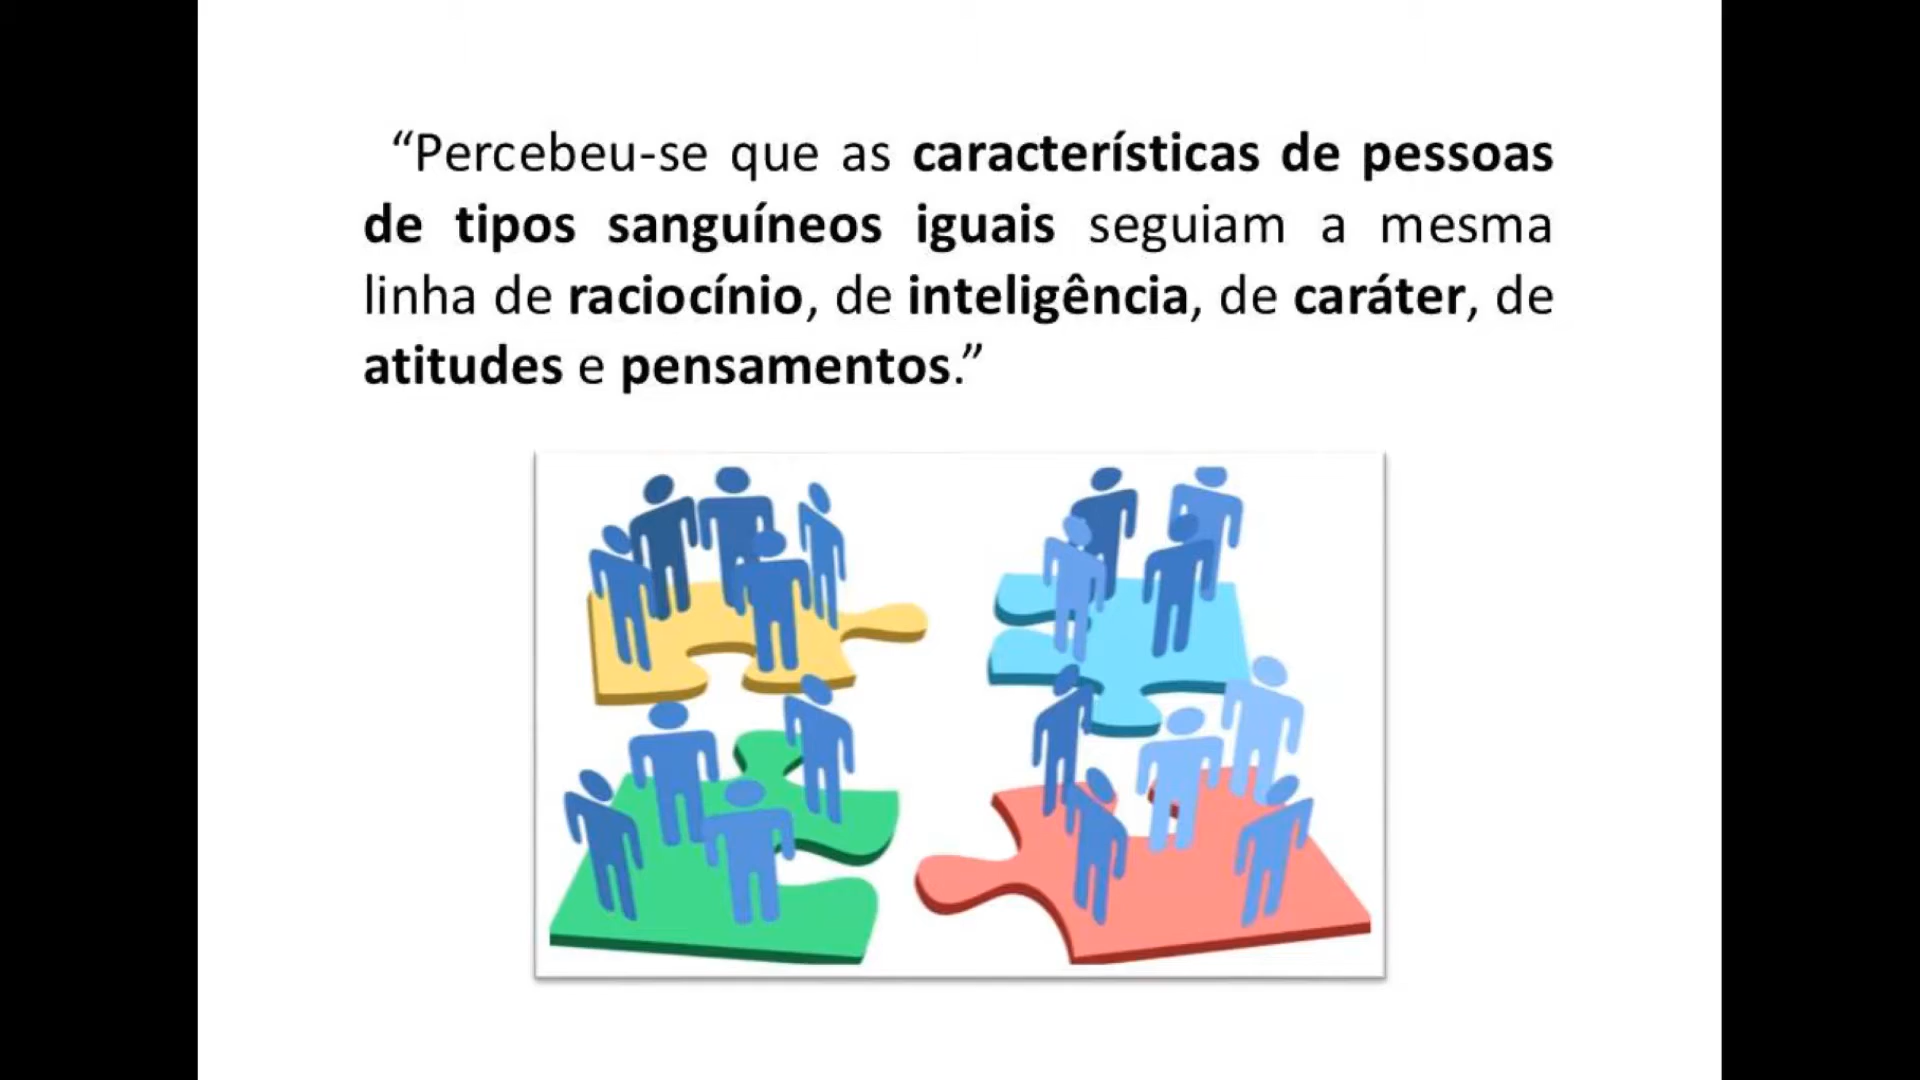 “Percebeu-se que as características de pessoas
de tipos sanguíneos iguais seguiam a mesma
linha de raciocínio, de inteligência, de caráter, de
atitudes e pensamentos.”